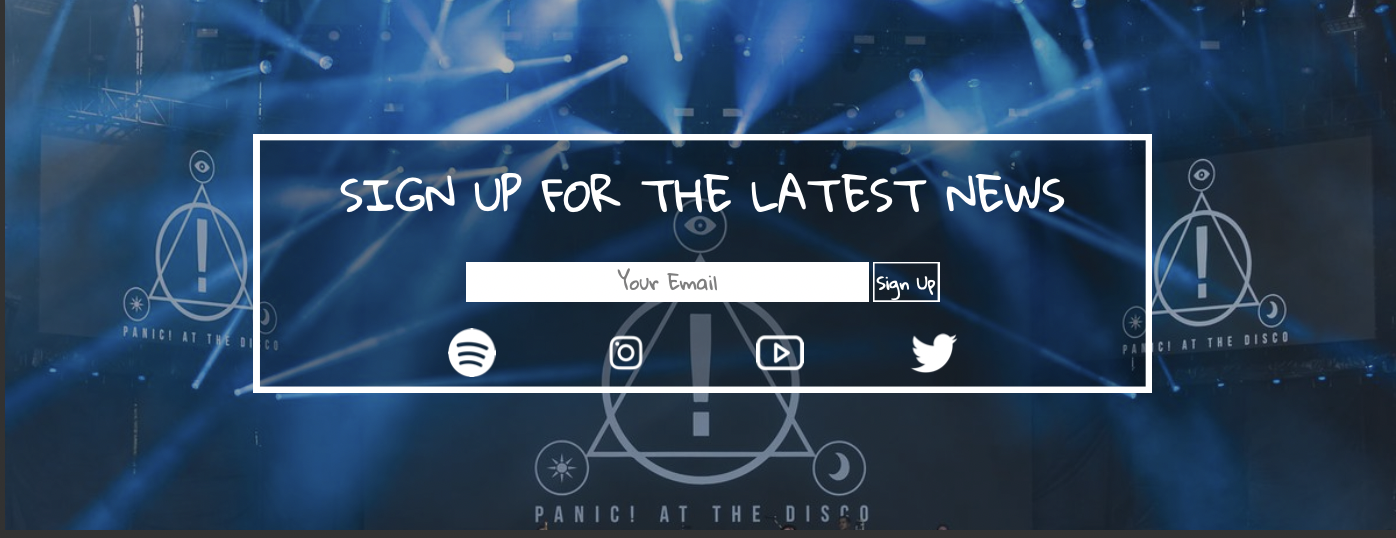 SIGN UP FOR THE LATEST NEWS
Your Email
Sign Up
PANIC! AT THE DISCO
PANIC! AT THE DISCO
PANIC! AT THE DISCO